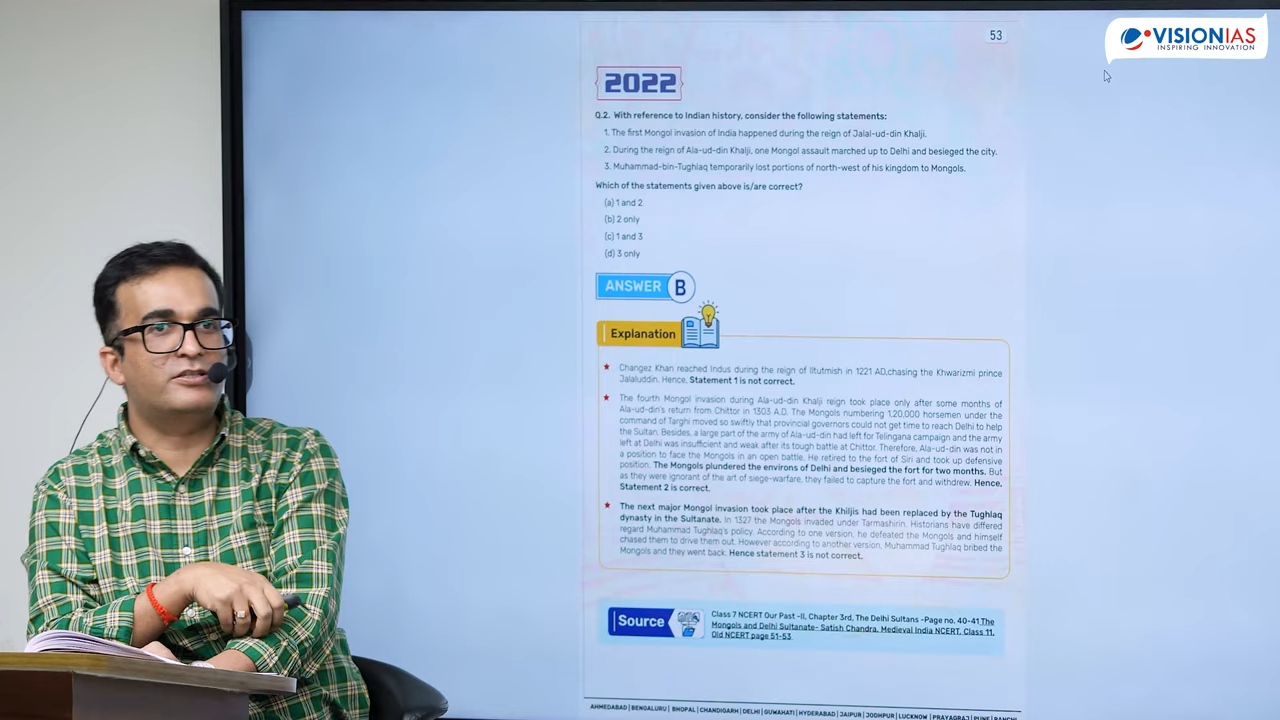 53
VISIONIAS
INSPIRING INNOVATION
2022
Q.2. With reference to Indian history, consider the following statements:
1. The first Mongol invasion of India happened during the reign of Jalal-ud-din Khalji.
2. During the reign of Ala-ud-din Khalji, one Mongol assault marched up to Delhi and besieged the city.
3. Muhammad-bin-Tughlaq temporarily lost portions of north-west of his kingdom to Mongols.
Which of the statements given above is/are correct?
(a) 1 and 2
(b) 2 only
(c) 1 and 3
(d) 3 only
ANSWER B
Explanation
Changez Khan reached Indus during the reign of Iltutmish in 1221 AD,chasing the Khwarizmi prince
Jalaluddin. Hence, Statement 1 is not correct.
The fourth Mongol invasion during Ala-ud-din Khalji reign took place only after some months of
Ala-ud-din's return from Chittor in 1303 A.D. The Mongols numbering 1,20,000 horsemen under the
command of Targhi moved so swiftly that provincial governors could not get time to reach Delhi to help
the Sultan. Besides, a large part of the army of Ala-ud-din had left for Telingana campaign and the army
left at Delhi was insufficient and weak after its tough battle at Chittor. Therefore, Ala-ud-din was not in
a position to face the Mongols in an open battle. He retired to the fort of Siri and took up defensive
position. The Mongols plundered the environs of Delhi and besieged the fort for two months. But
as they were ignorant of the art of siege-warfare, they failed to capture the fort and withdrew. Hence,
Statement 2 is correct.
The next major Mongol invasion took place after the Khiljis had been replaced by the Tughlaq
dynasty in the Sultanate. In 1327 the Mongols invaded under Tarmashirin. Historians have differed
regard Muhammad Tughlaq's policy. According to one version, he defeated the Mongols and himself
chased them to drive them out. However according to another version, Muhammad Tughlaq bribed the
Mongols and they went back. Hence statement 3 is not correct.
Source
Class 7 NCERT Our Past -II, Chapter 3rd, The Delhi Sultans -Page no. 40-41 The
Mongols and Delhi Sultanate- Satish Chandra, Medieval India NCERT, Class 11,
Old NCERT page 51-53.
AHMEDABAD | BENGALURU | BHOPAL | CHANDIGARH | DELHI | GUWAHATI | HYDERABAD | JAIPUR | JODHPUR | LUCKNOW | PRAYAGRAJ | PUNE | RANCHI